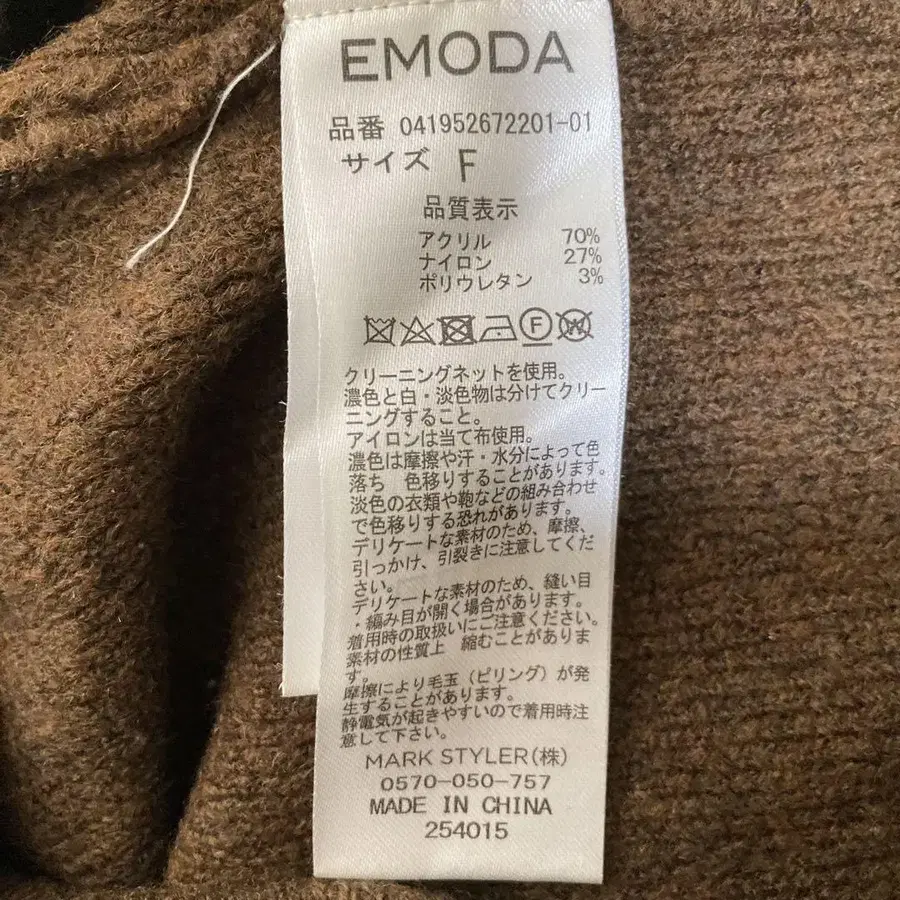 EMODA
品番 041952672201-01
サイズ F
品質表示
アクリル 70%
ナイロン 27%
ポリウレタン 3%
F W
クリーニングネットを使用。
濃色と白・淡色物は分けてクリー
ニングすること。
アイロンは当て布使用。
濃色は摩擦や汗・水分によって色
落ち 色移りすることがあります。
淡色の衣類や鞄などの組み合わせ
で色移りする恐れがあります。
デリケートな素材のため、摩擦、
引っかけ、引裂きに注意してくだ
さい。
デリケートな素材のため、縫い目
・編み目が開く場合があります。
着用時の取扱いにご注意ください。
素材の性質上 縮むことがありま
す。
摩擦により毛玉（ピリング）が発
生することがあります。
静電気が起きやすいので着用時注
意して下さい。
MARK STYLER(株)
0570-050-757
MADE IN CHINA
254015